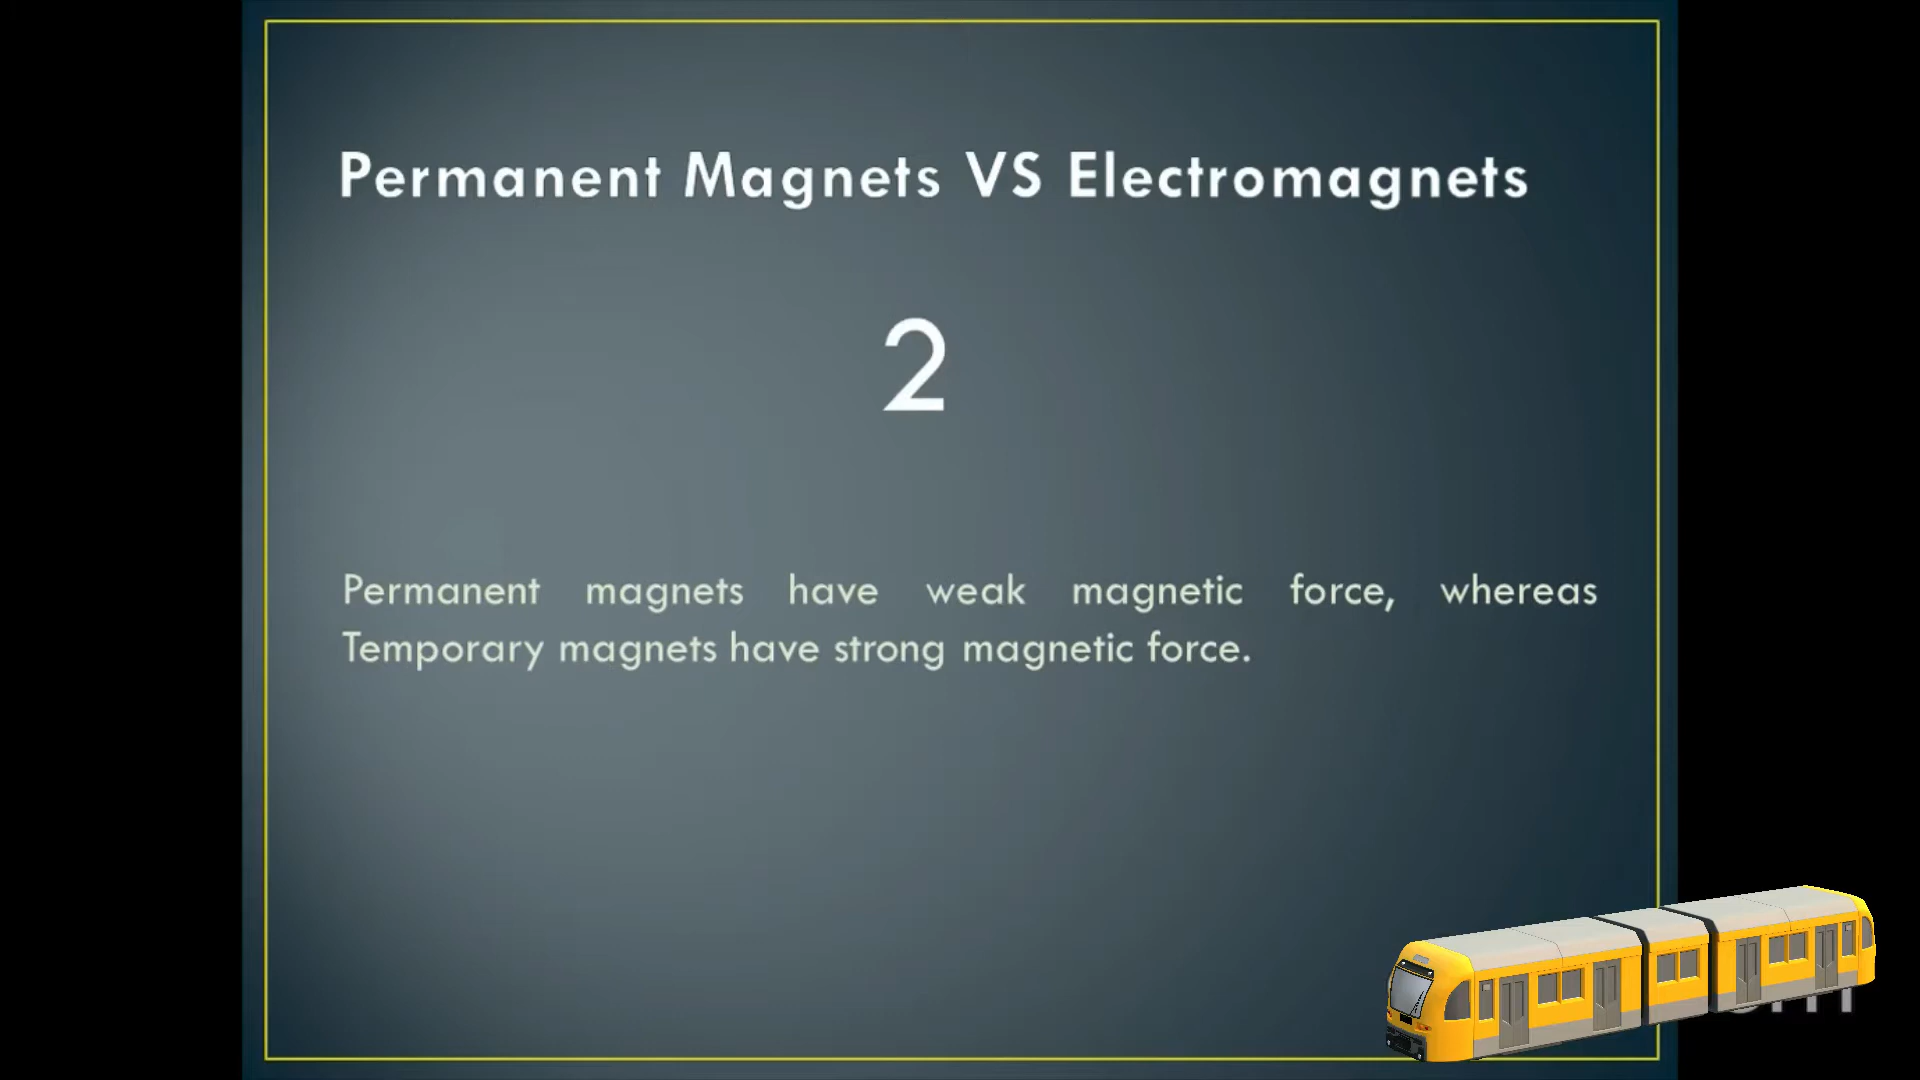 Permanent Magnets VS Electromagnets
2
Permanent magnets have weak magnetic force, whereas
Temporary magnets have strong magnetic force.